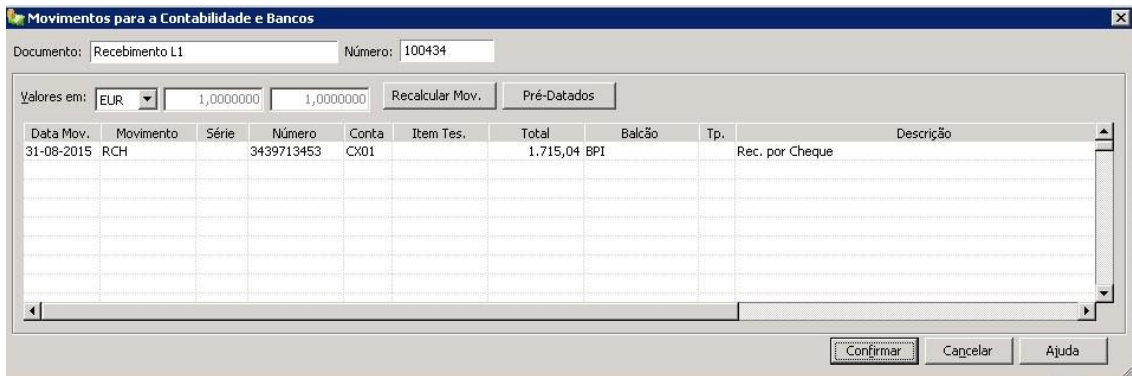 Movimentos para a Contabilidade e Bancos
Documento: Recebimento L1 Número: 100434
Valores em: EUR 1,0000000 1,0000000 Recalcular Mov. Pré-Datados
Data Mov. Movimento Série Número Conta Item Tes. Total Balcão Tp. Descrição
31-08-2015 RCH 3439713453 CX01 1.715,04 BPI Rec. por Cheque
Confirmar Cancelar Ajuda